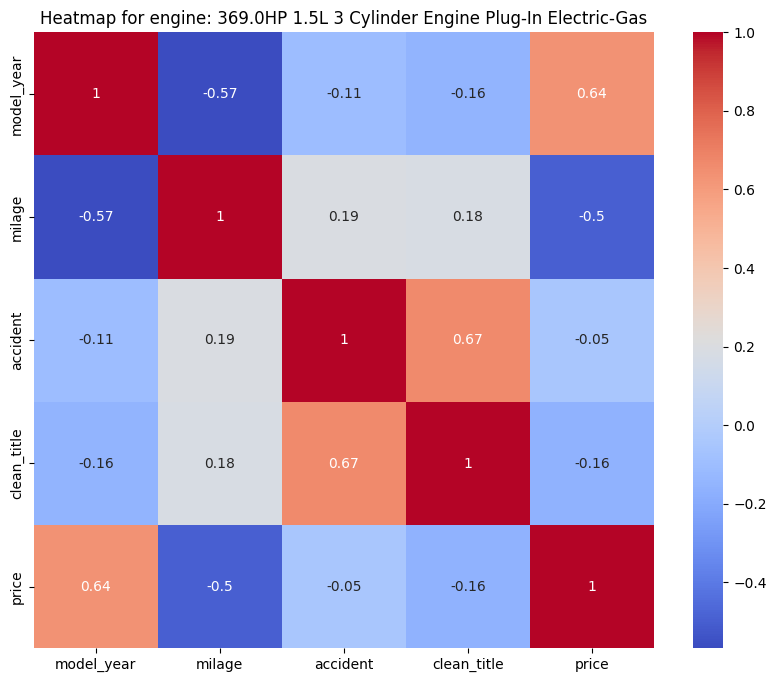 Heatmap for engine: 369.0HP 1.5L 3 Cylinder Engine Plug-In Electric-Gas
model_year 1 -0.57 -0.11 -0.16 0.64
milage -0.57 1 0.19 0.18 -0.5
accident -0.11 0.19 1 0.67 -0.05
clean_title -0.16 0.18 0.67 1 -0.16
price 0.64 -0.5 -0.05 -0.16 1
model_year milage accident clean_title price
1.0
0.8
0.6
0.4
0.2
0.0
−0.2
−0.4